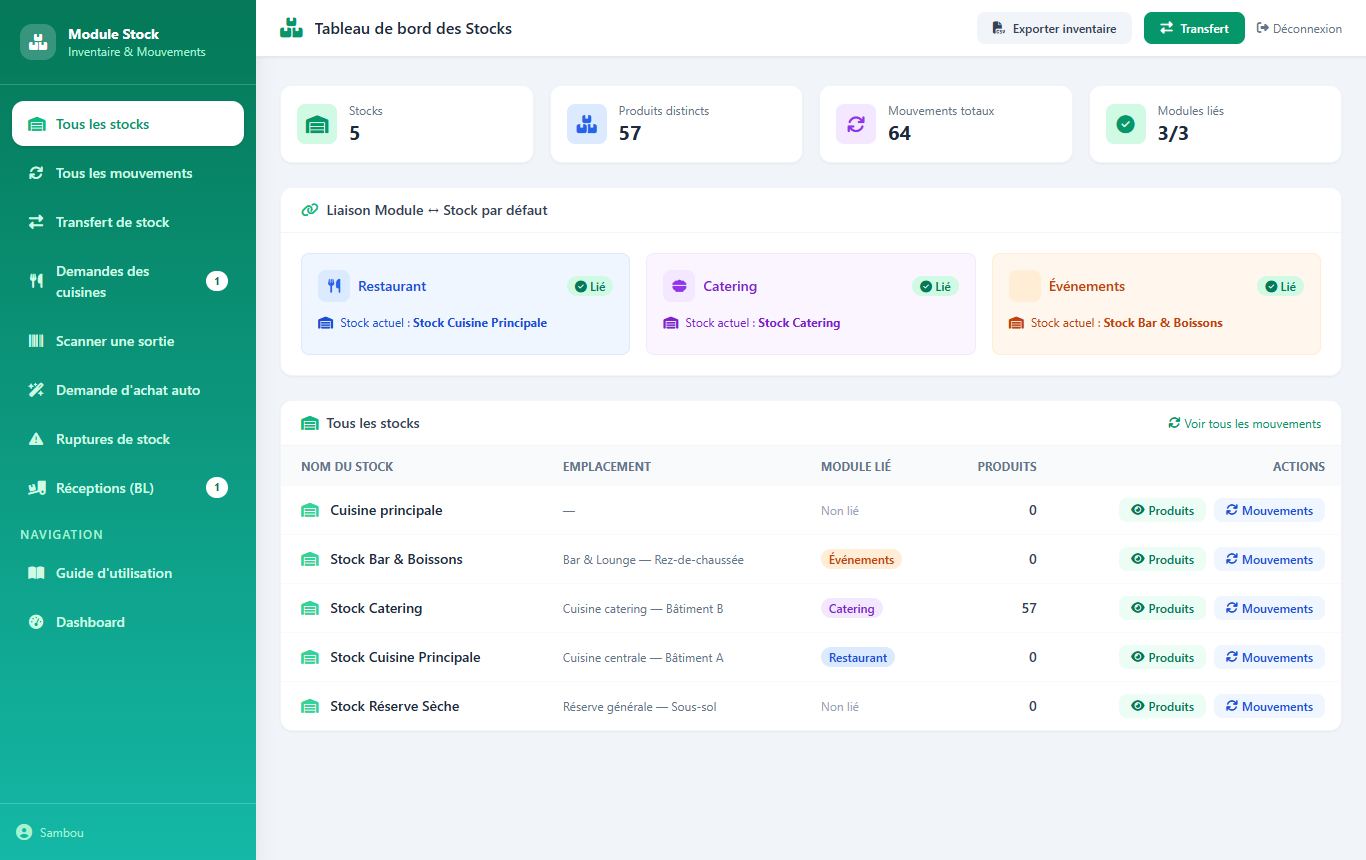 Module Stock
Inventaire & Mouvements
Tous les stocks
Tous les mouvements
Transfert de stock
Demandes des
cuisines
1
Scanner une sortie
Demande d'achat auto
Ruptures de stock
Réceptions (BL)
1
NAVIGATION
Guide d'utilisation
Dashboard
Sambou
Tableau de bord des Stocks
Exporter inventaire
Transfert
Déconnexion
Stocks
5
Produits distincts
57
Mouvements totaux
64
Modules liés
3/3
Liaison Module ↔ Stock par défaut
Restaurant
Lié
Stock actuel : Stock Cuisine Principale
Catering
Lié
Stock actuel : Stock Catering
Événements
Lié
Stock actuel : Stock Bar & Boissons
Tous les stocks
Voir tous les mouvements
NOM DU STOCK EMPLACEMENT MODULE LIÉ PRODUITS ACTIONS
Cuisine principale — Non lié 0 Produits Mouvements
Stock Bar & Boissons Bar & Lounge — Rez-de-chaussée Événements 0 Produits Mouvements
Stock Catering Cuisine catering — Bâtiment B Catering 57 Produits Mouvements
Stock Cuisine Principale Cuisine centrale — Bâtiment A Restaurant 0 Produits Mouvements
Stock Réserve Sèche Réserve générale — Sous-sol Non lié 0 Produits Mouvements